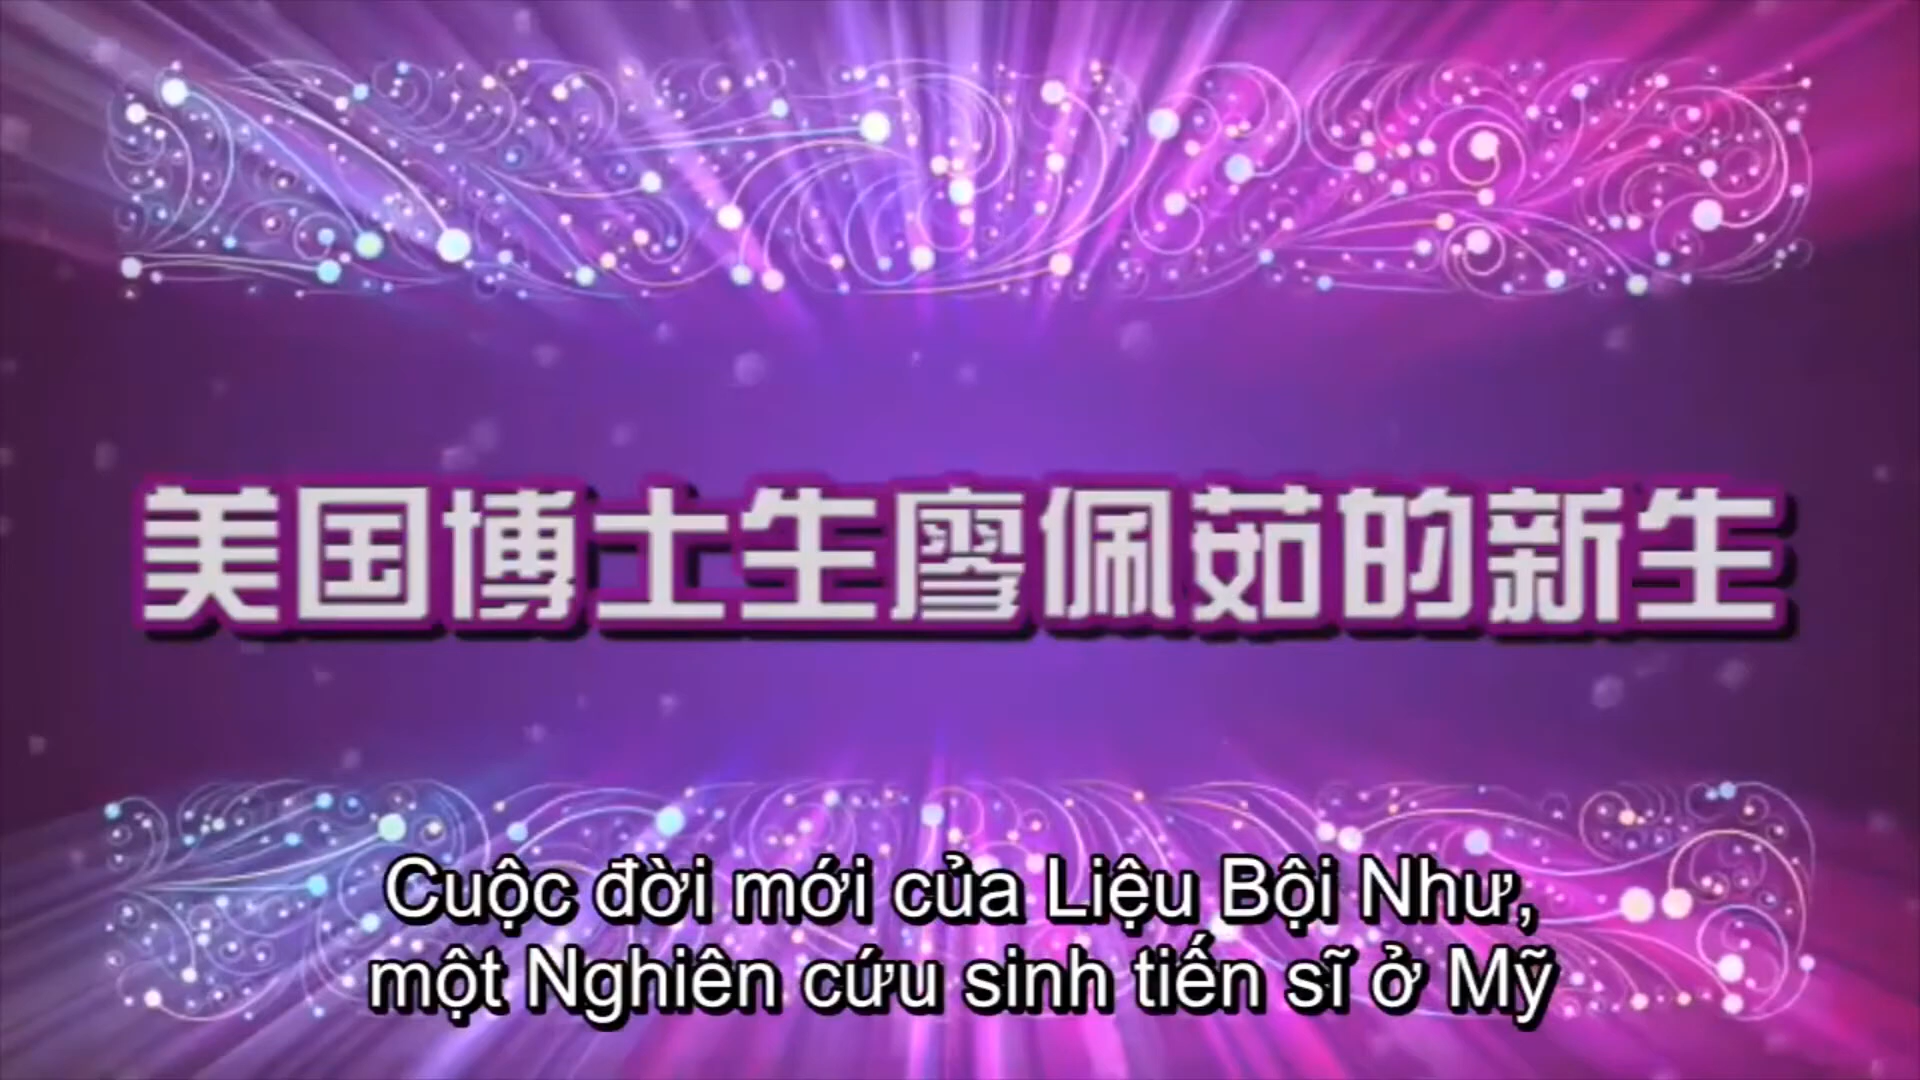 美国博士生廖佩茹的新生
Cuộc đời mới của Liệu Bội Như,
một Nghiên cứu sinh tiến sĩ ở Mỹ